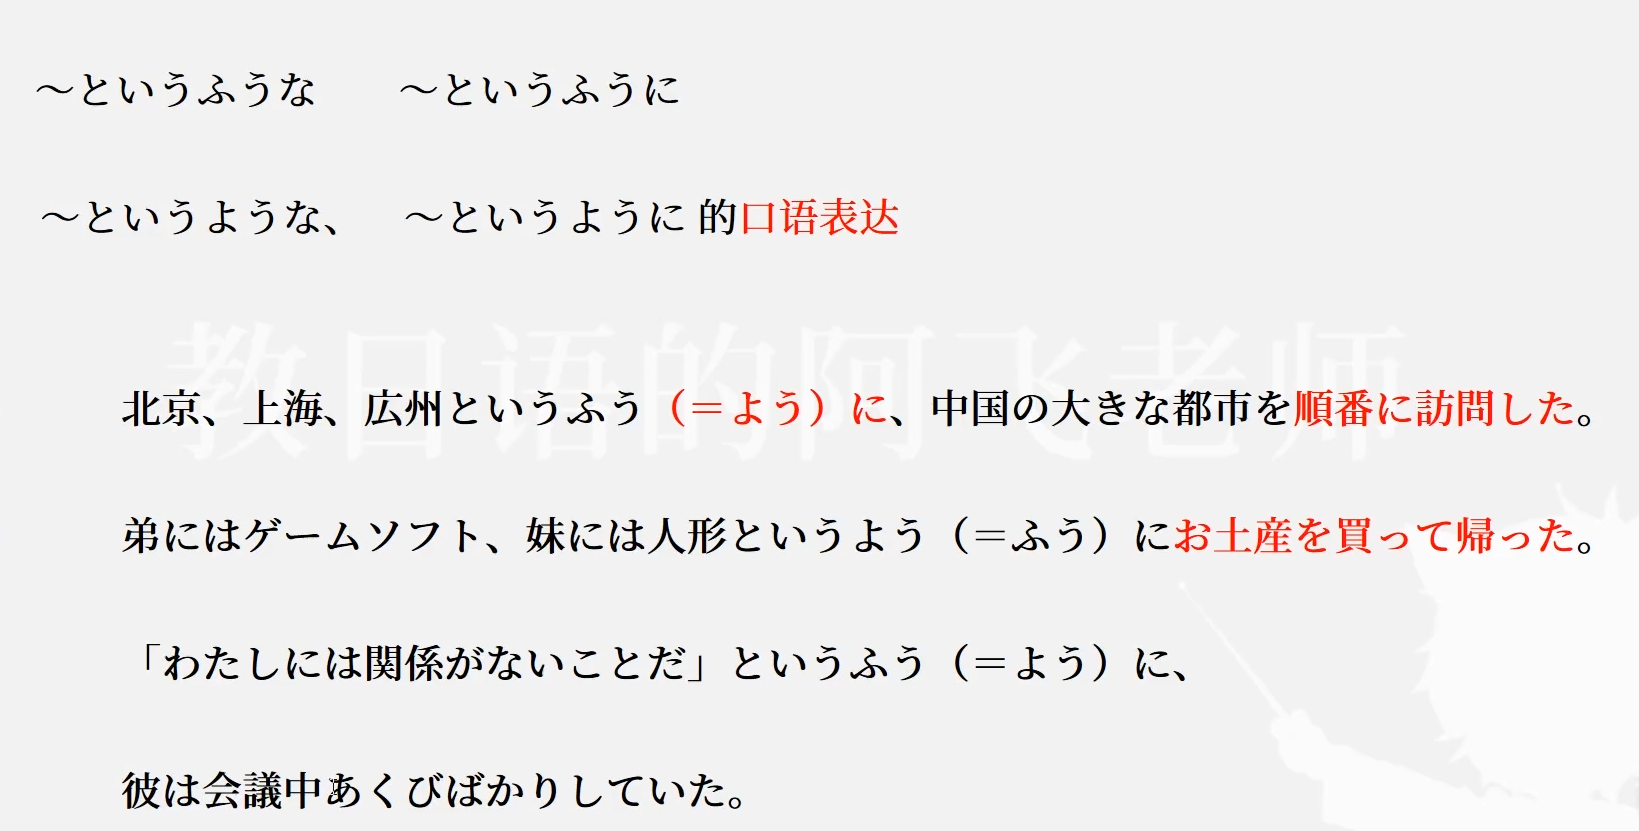 ～というふうな　　～というふうに
～というような、　～というように 的口语表达
教日语的阿飞老师
北京、上海、広州というふう（＝よう）に、中国の大きな都市を順番に訪問した。
弟にはゲームソフト、妹には人形というよう（＝ふう）にお土産を買って帰った。
「わたしには関係がないことだ」というふう（＝よう）に、
彼は会議中あくびばかりしていた。